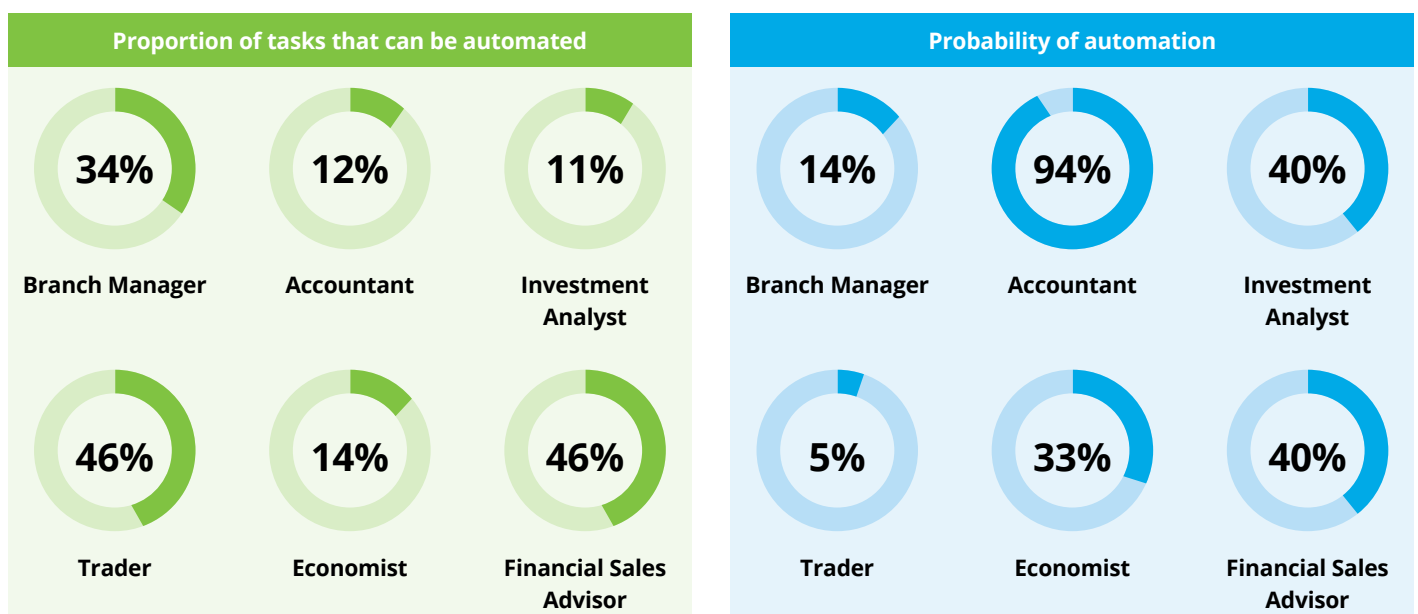 Proportion of tasks that can be automated
34%
12%
11%
Branch Manager
Accountant
Investment
Analyst
46%
14%
46%
Trader
Economist
Financial Sales
Advisor
Probability of automation
14%
94%
40%
Branch Manager
Accountant
Investment
Analyst
5%
33%
40%
Trader
Economist
Financial Sales
Advisor